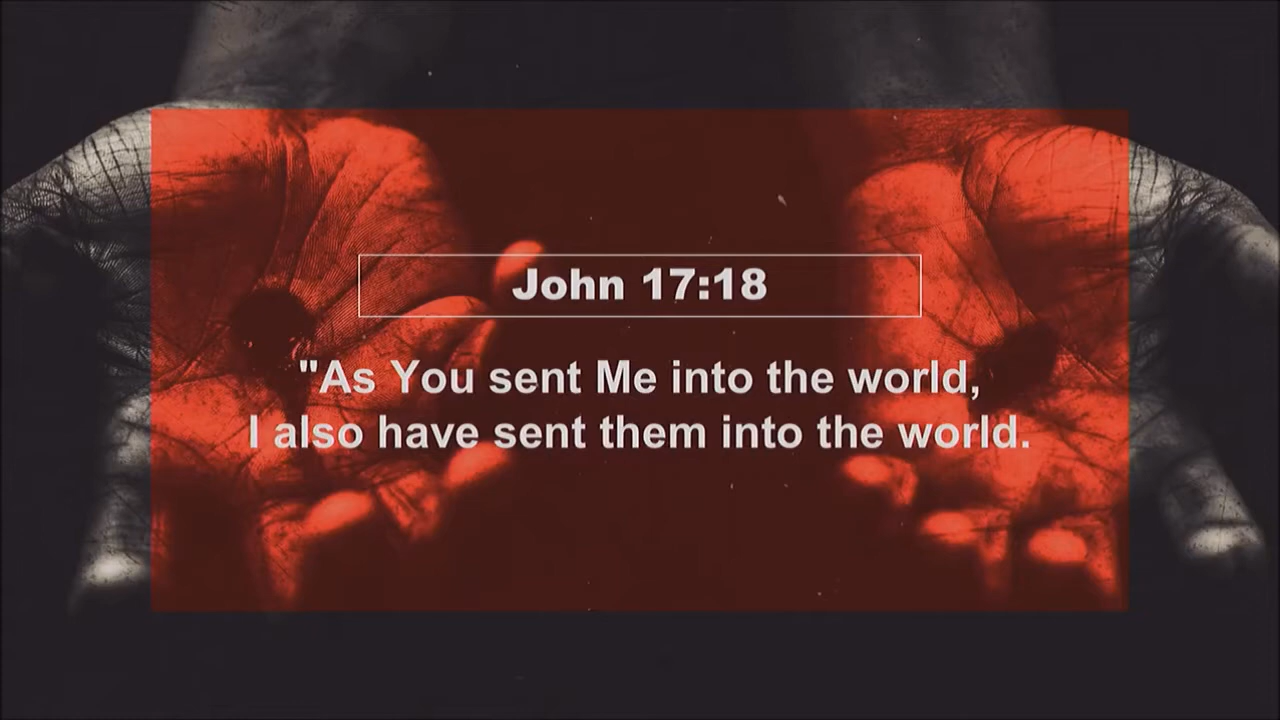 John 17:18
"As You sent Me into the world,
I also have sent them into the world.